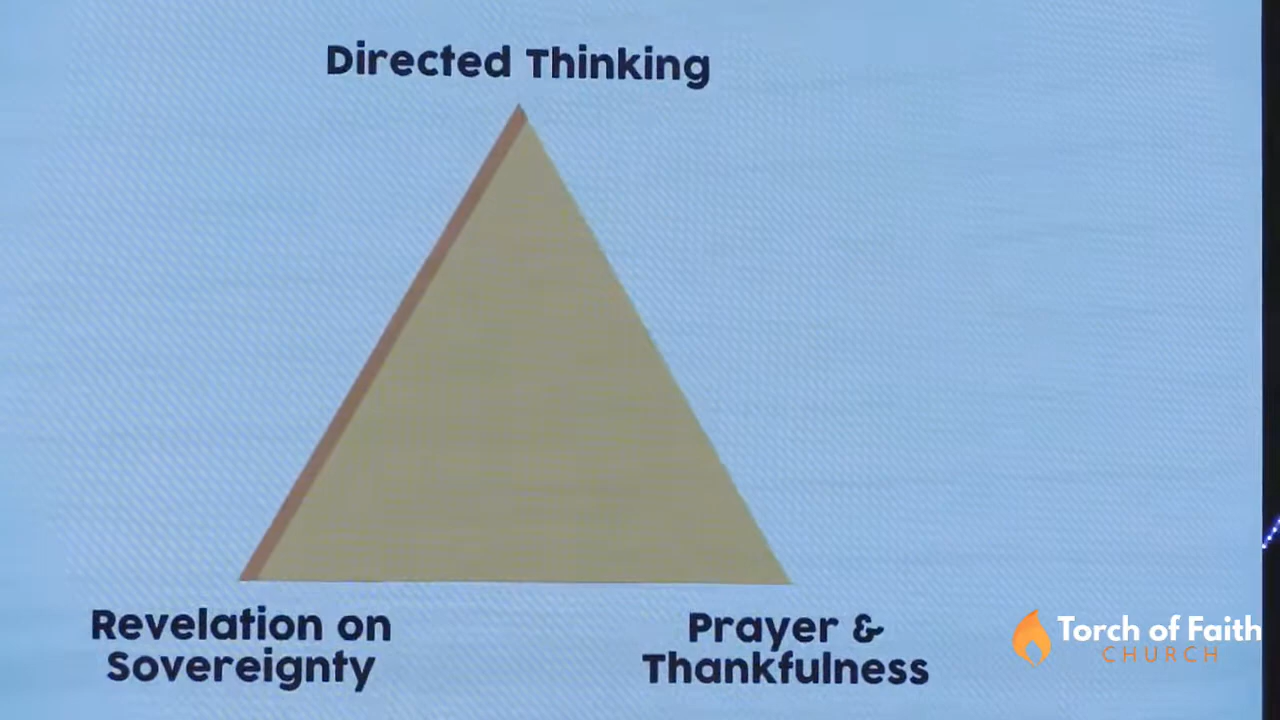 Directed Thinking
Revelation on
Sovereignty
Prayer &
Thankfulness
Torch of Faith
CHURCH